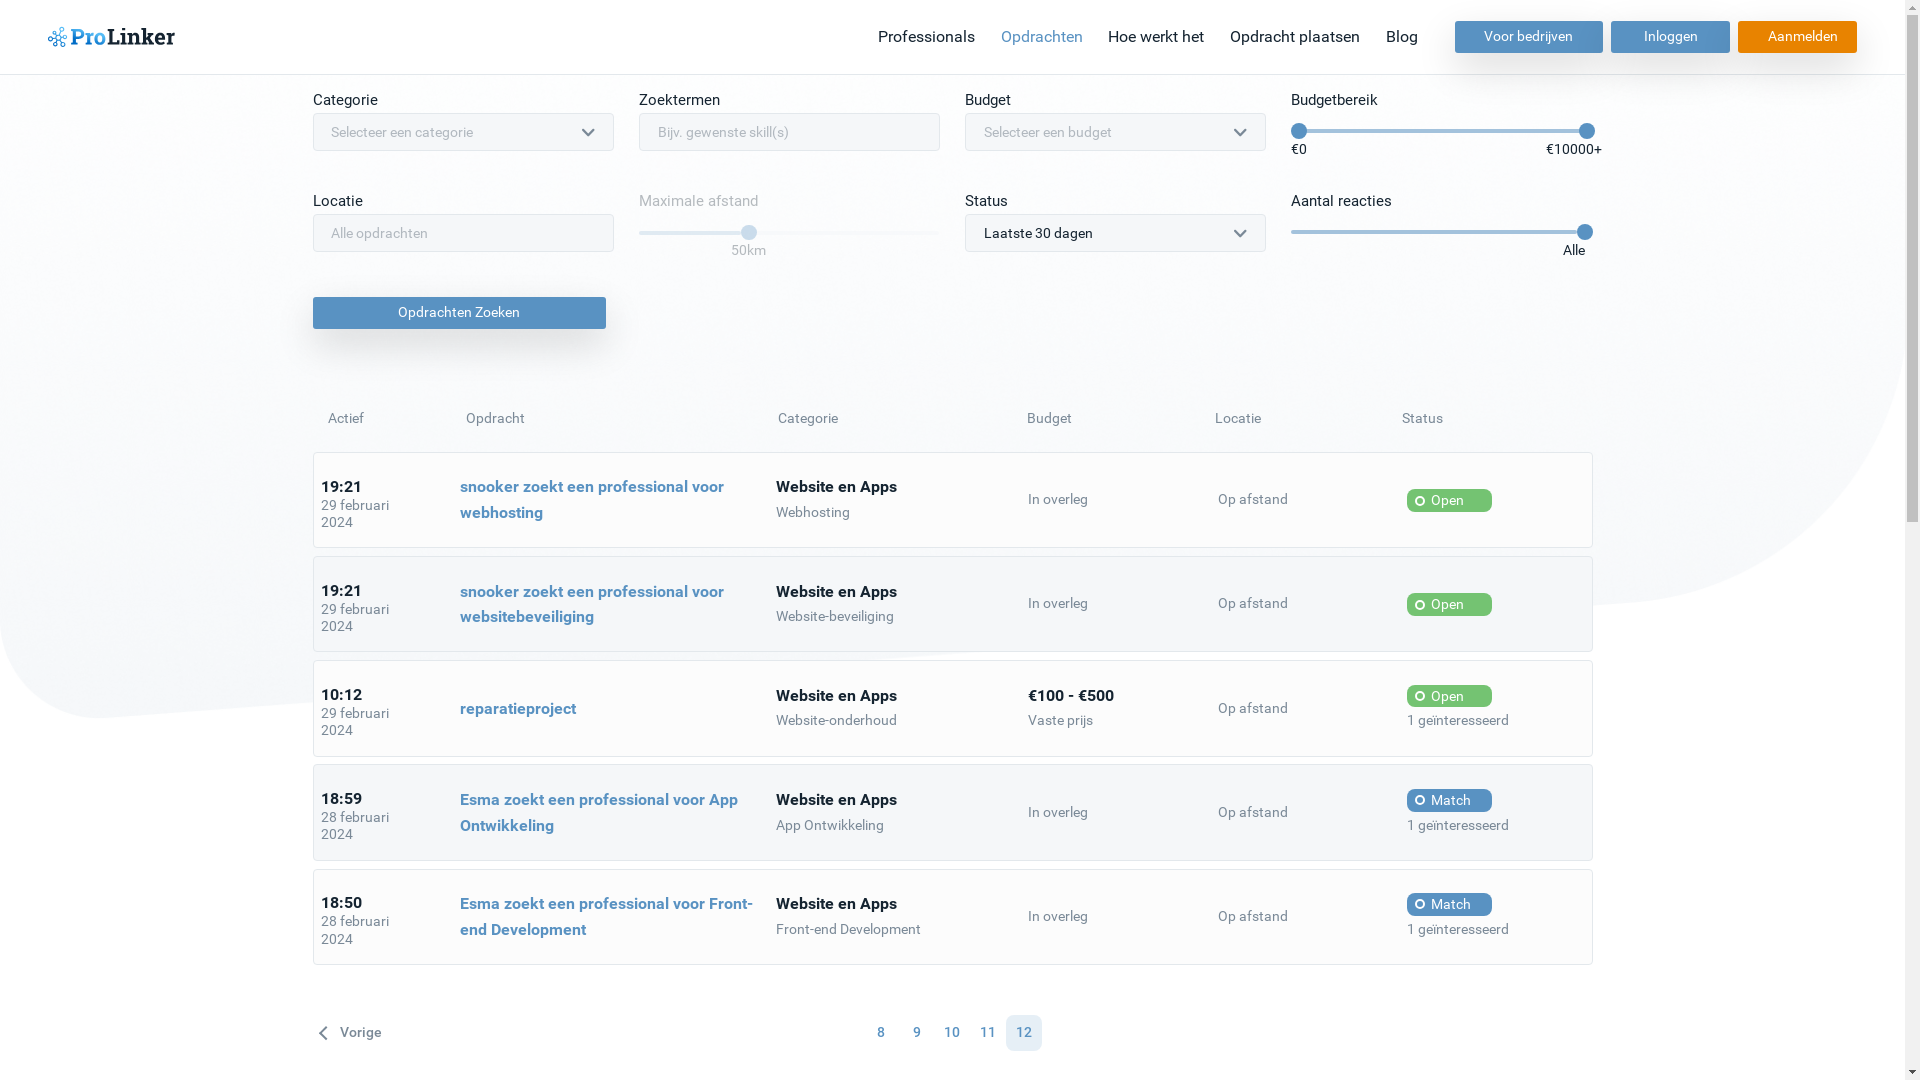 ProLinker
Professionals Opdrachten Hoe werkt het Opdracht plaatsen Blog Voor bedrijven Inloggen Aanmelden
Categorie Zoektermen Budget Budgetbereik
Selecteer een categorie Bijv. gewenste skill(s) Selecteer een budget
€0 €10000+
Locatie Maximale afstand Status Aantal reacties
Alle opdrachten Laatste 30 dagen
50km Alle
Opdrachten Zoeken
Actief Opdracht Categorie Budget Locatie Status
19:21
29 februari
2024
snooker zoekt een professional voor
webhosting
Website en Apps
Webhosting
In overleg
Op afstand
Open
19:21
29 februari
2024
snooker zoekt een professional voor
websitebeveiliging
Website en Apps
Website-beveiliging
In overleg
Op afstand
Open
10:12
29 februari
2024
reparatieproject
Website en Apps
Website-onderhoud
€100 - €500
Vaste prijs
Op afstand
Open
1 geïnteresseerd
18:59
28 februari
2024
Esma zoekt een professional voor App
Ontwikkeling
Website en Apps
App Ontwikkeling
In overleg
Op afstand
Match
1 geïnteresseerd
18:50
28 februari
2024
Esma zoekt een professional voor Front-
end Development
Website en Apps
Front-end Development
In overleg
Op afstand
Match
1 geïnteresseerd
Vorige 8 9 10 11 12